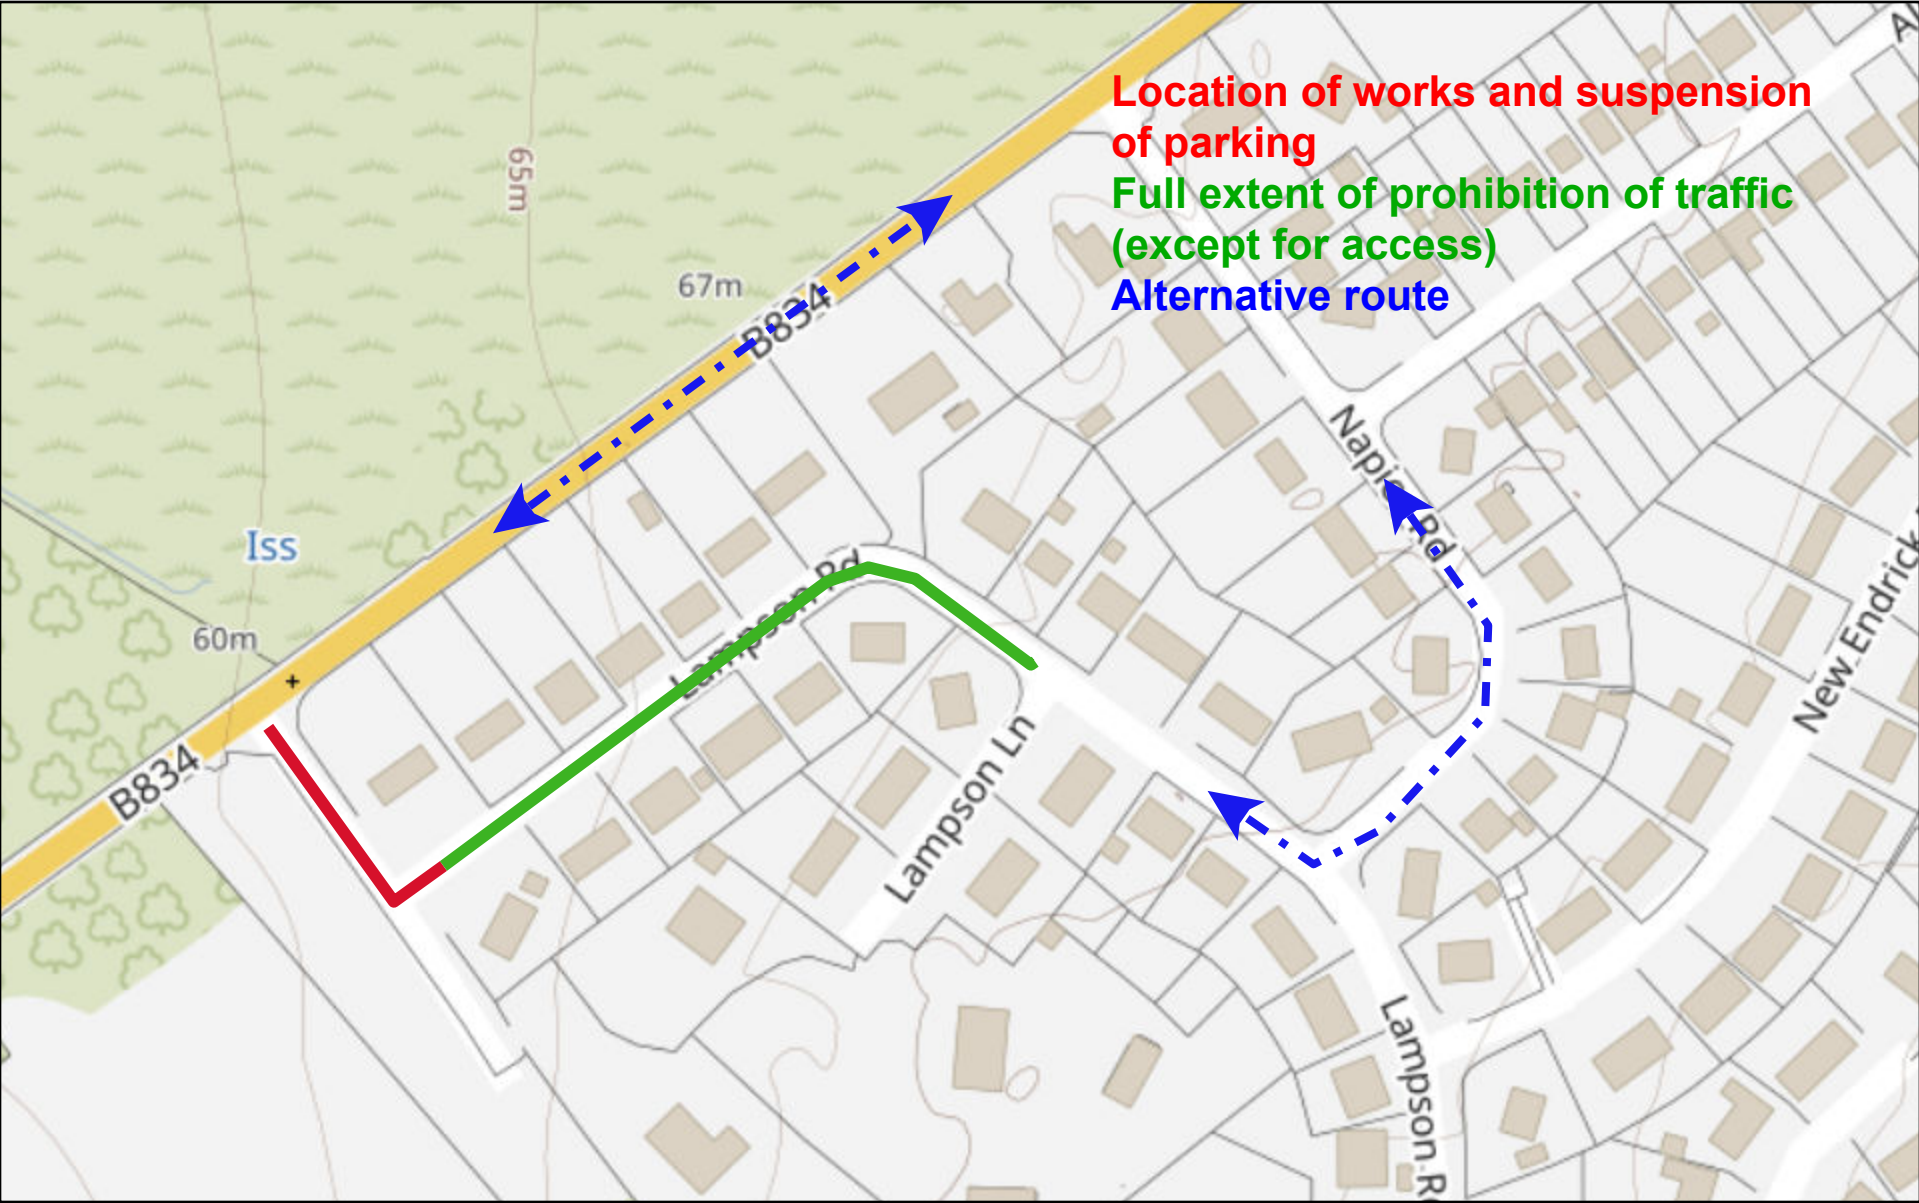 Location of works and suspension
of parking
Full extent of prohibition of traffic
(except for access)
Alternative route
65m
67m
B834
Napier Rd
Iss
Lampson Rd
60m
B834
Lampson Ln
New Endrick
Lampson R